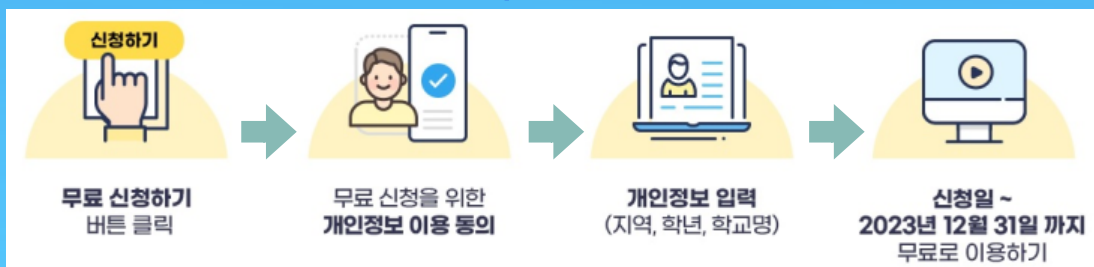 신청하기
무료 신청하기
버튼 클릭
무료 신청을 위한
개인정보 이용 동의
개인정보 입력
(지역, 학년, 학교명)
신청일 ~
2023년 12월 31일 까지
무료로 이용하기